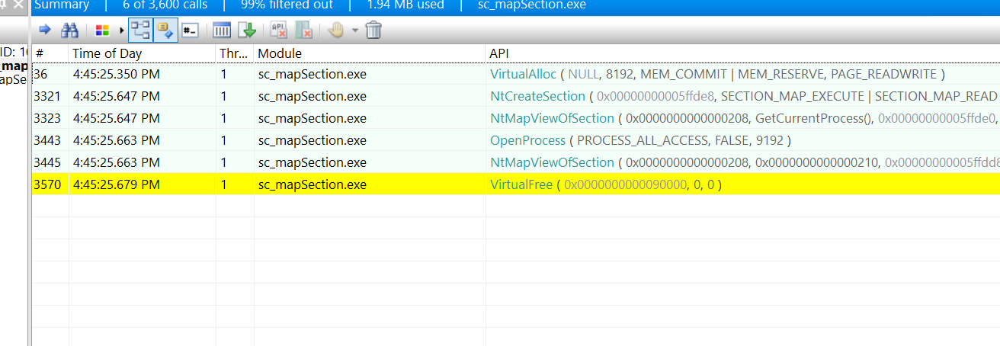 Summary | 6 of 3,600 calls | 99% filtered out | 1.94 MB used | sc_mapSection.exe
# Time of Day Thr... Module API
ID: 
_map
36 4:45:25.350 PM 1 sc_mapSection.exe VirtualAlloc ( NULL, 8192, MEM_COMMIT | MEM_RESERVE, PAGE_READWRITE )
apSe
3321 4:45:25.647 PM 1 sc_mapSection.exe NtCreateSection ( 0x00000000005ffde8, SECTION_MAP_EXECUTE | SECTION_MAP_READ
3323 4:45:25.647 PM 1 sc_mapSection.exe NtMapViewOfSection ( 0x0000000000000208, GetCurrentProcess(), 0x00000000005ffde0,
3443 4:45:25.663 PM 1 sc_mapSection.exe OpenProcess ( PROCESS_ALL_ACCESS, FALSE, 9192 )
3445 4:45:25.663 PM 1 sc_mapSection.exe NtMapViewOfSection ( 0x0000000000000208, 0x0000000000000210, 0x00000000005ffdd8
3570 4:45:25.679 PM 1 sc_mapSection.exe VirtualFree ( 0x0000000000090000, 0, 0 )